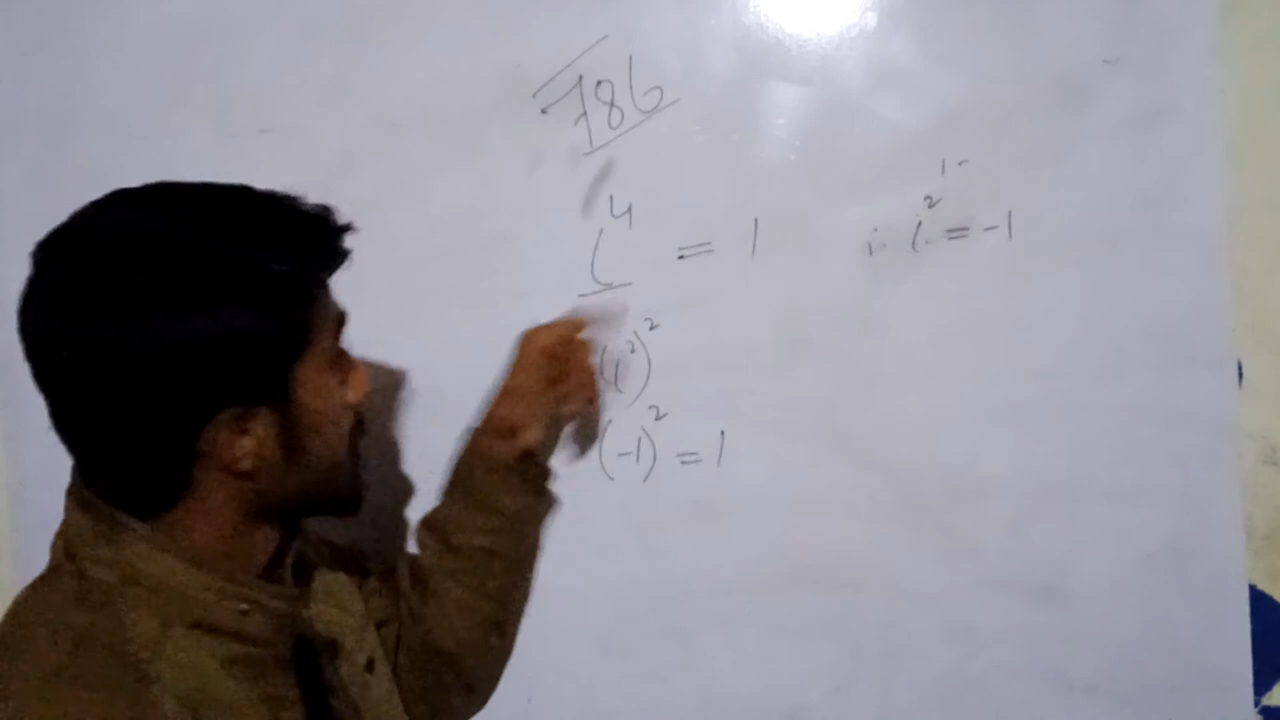 786
i⁴ = 1
∴ i² = -1
(i²)²
(-1)² = 1